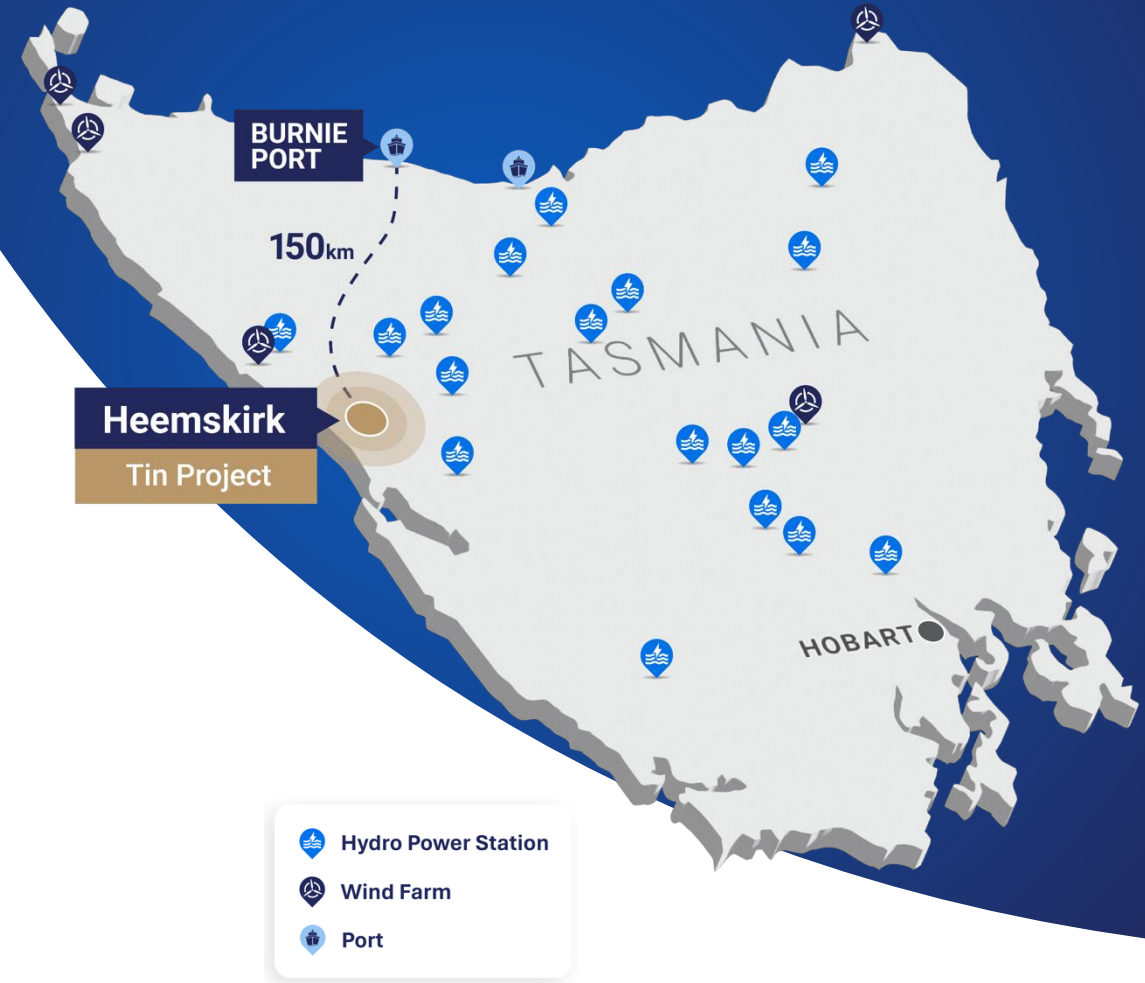 BURNIE
PORT
150km
TASMANIA
Heemskirk
Tin Project
HOBART
Hydro Power Station
Wind Farm
Port